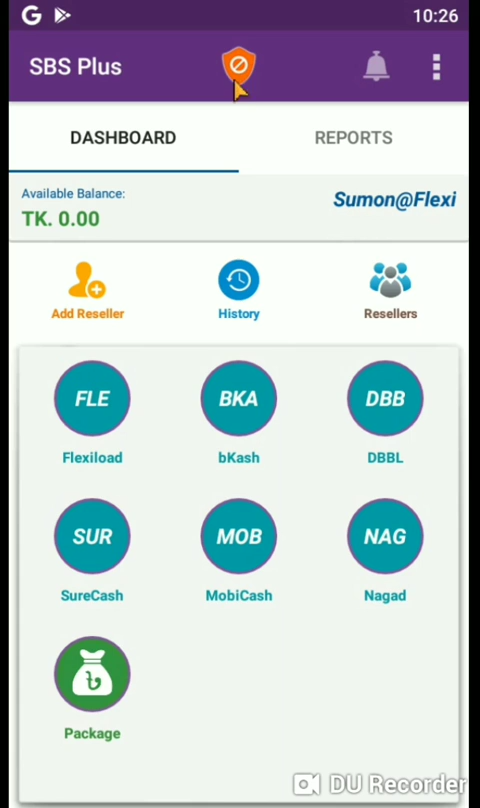 G 10:26
SBS Plus
DASHBOARD REPORTS
Available Balance:
Sumon@Flexi
TK. 0.00
Add Reseller History Resellers
FLE BKA DBB
Flexiload bKash DBBL
SUR MOB NAG
SureCash MobiCash Nagad
৳
Package
DU Recorder